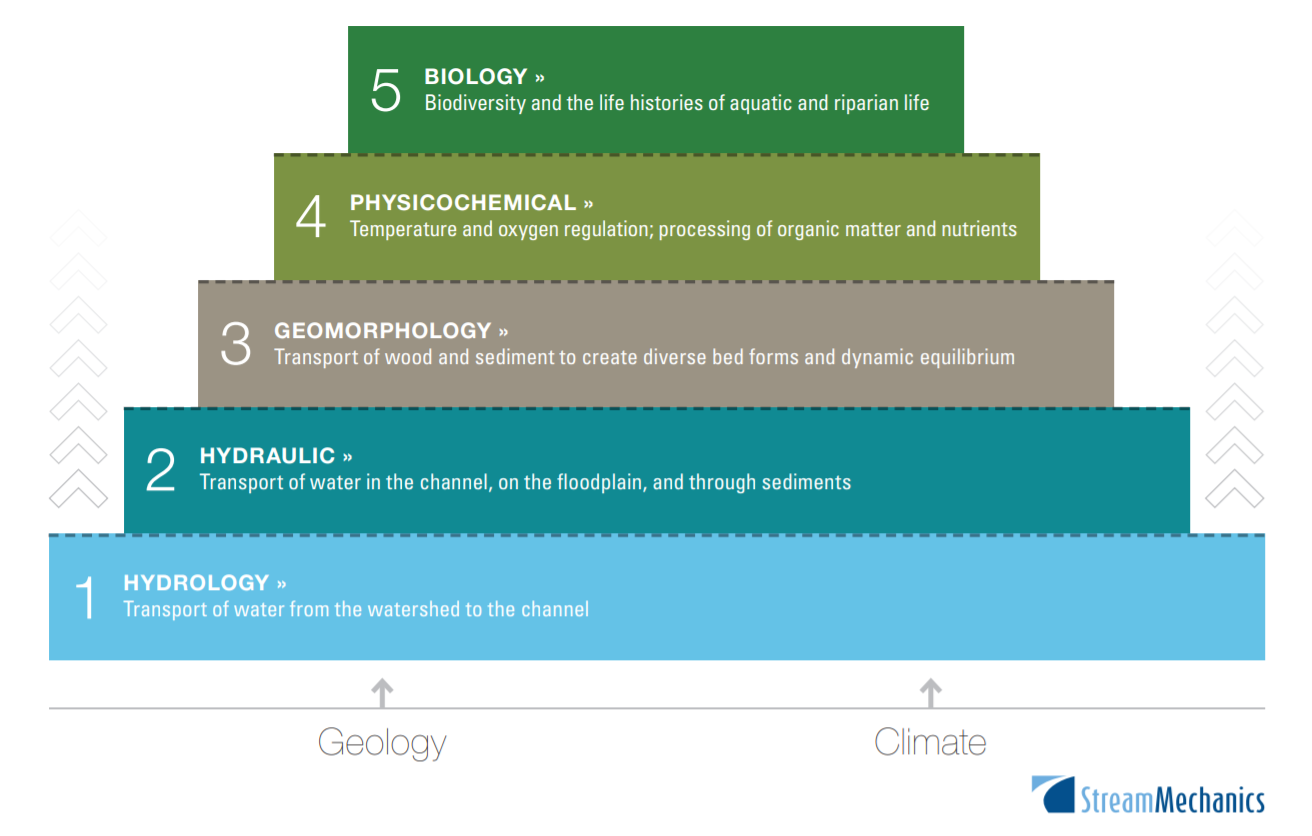 5 BIOLOGY »
Biodiversity and the life histories of aquatic and riparian life
4 PHYSICOCHEMICAL »
Temperature and oxygen regulation; processing of organic matter and nutrients
3 GEOMORPHOLOGY »
Transport of wood and sediment to create diverse bed forms and dynamic equilibrium
2 HYDRAULIC »
Transport of water in the channel, on the floodplain, and through sediments
1 HYDROLOGY »
Transport of water from the watershed to the channel
Geology Climate
StreamMechanics